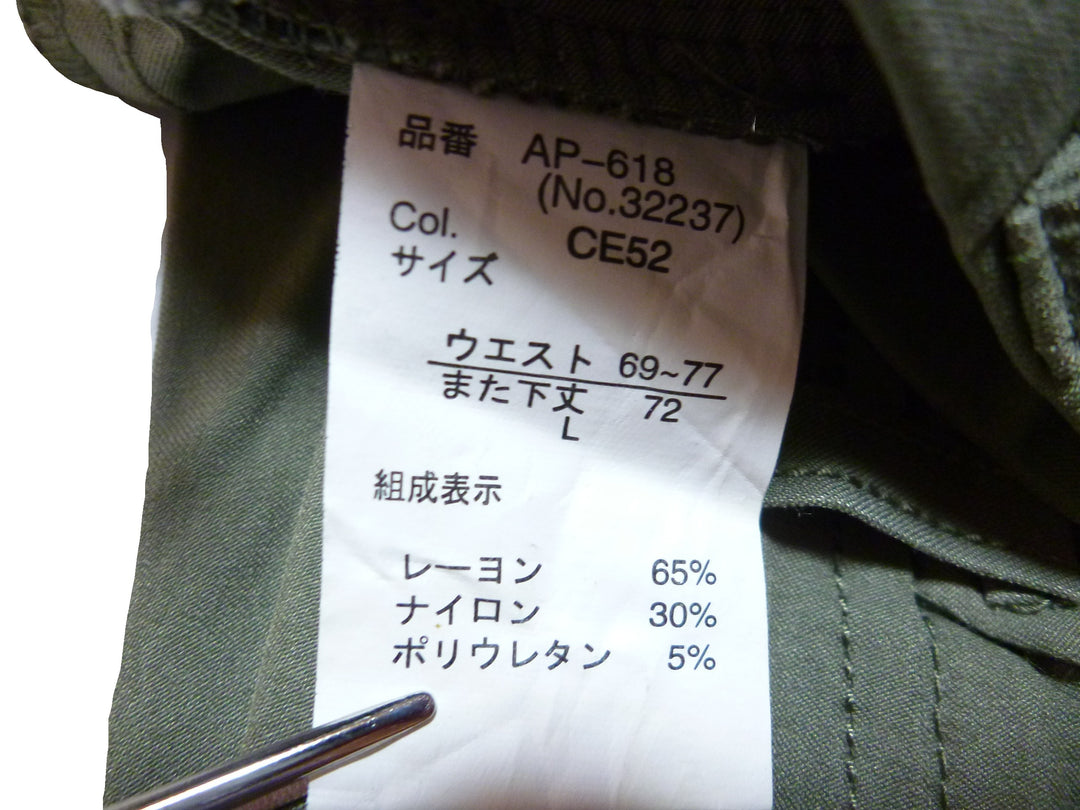 品番 AP-618
(No.32237)
Col. CE52
サイズ
ウエスト 69~77
また下丈 72
L
組成表示
レーヨン 65%
ナイロン 30%
ポリウレタン 5%